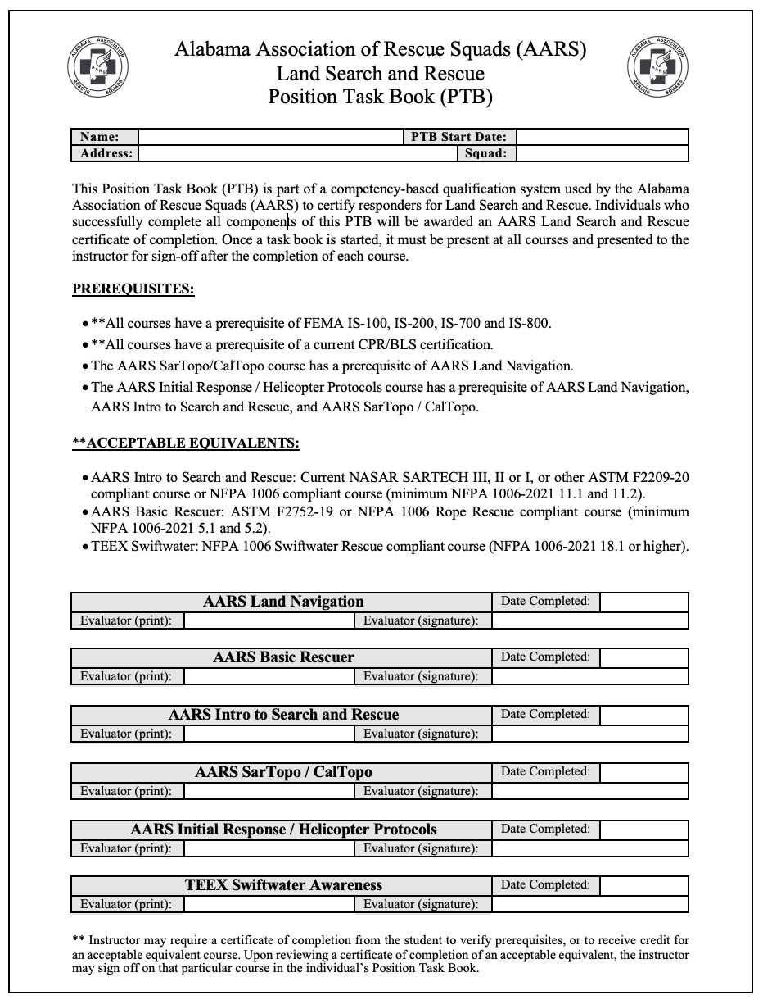 ALABAMA ASSOCIATION
AARS
RESCUE SQUADS
Alabama Association of Rescue Squads (AARS)
Land Search and Rescue
Position Task Book (PTB)
ALABAMA ASSOCIATION
AARS
RESCUE SQUADS
Name: PTB Start Date:
Address: Squad:
This Position Task Book (PTB) is part of a competency-based qualification system used by the Alabama
Association of Rescue Squads (AARS) to certify responders for Land Search and Rescue. Individuals who
successfully complete all components of this PTB will be awarded an AARS Land Search and Rescue
certificate of completion. Once a task book is started, it must be present at all courses and presented to the
instructor for sign-off after the completion of each course.
PREREQUISITES:
• **All courses have a prerequisite of FEMA IS-100, IS-200, IS-700 and IS-800.
• **All courses have a prerequisite of a current CPR/BLS certification.
• The AARS SarTopo/CalTopo course has a prerequisite of AARS Land Navigation.
• The AARS Initial Response / Helicopter Protocols course has a prerequisite of AARS Land Navigation,
AARS Intro to Search and Rescue, and AARS SarTopo / CalTopo.
**ACCEPTABLE EQUIVALENTS:
• AARS Intro to Search and Rescue: Current NASAR SARTECH III, II or I, or other ASTM F2209-20
compliant course or NFPA 1006 compliant course (minimum NFPA 1006-2021 11.1 and 11.2).
• AARS Basic Rescuer: ASTM F2752-19 or NFPA 1006 Rope Rescue compliant course (minimum
NFPA 1006-2021 5.1 and 5.2).
• TEEX Swiftwater: NFPA 1006 Swiftwater Rescue compliant course (NFPA 1006-2021 18.1 or higher).
AARS Land Navigation Date Completed:
Evaluator (print): Evaluator (signature):
AARS Basic Rescuer Date Completed:
Evaluator (print): Evaluator (signature):
AARS Intro to Search and Rescue Date Completed:
Evaluator (print): Evaluator (signature):
AARS SarTopo / CalTopo Date Completed:
Evaluator (print): Evaluator (signature):
AARS Initial Response / Helicopter Protocols Date Completed:
Evaluator (print): Evaluator (signature):
TEEX Swiftwater Awareness Date Completed:
Evaluator (print): Evaluator (signature):
** Instructor may require a certificate of completion from the student to verify prerequisites, or to receive credit for
an acceptable equivalent course. Upon reviewing a certificate of completion of an acceptable equivalent, the instructor
may sign off on that particular course in the individual's Position Task Book.